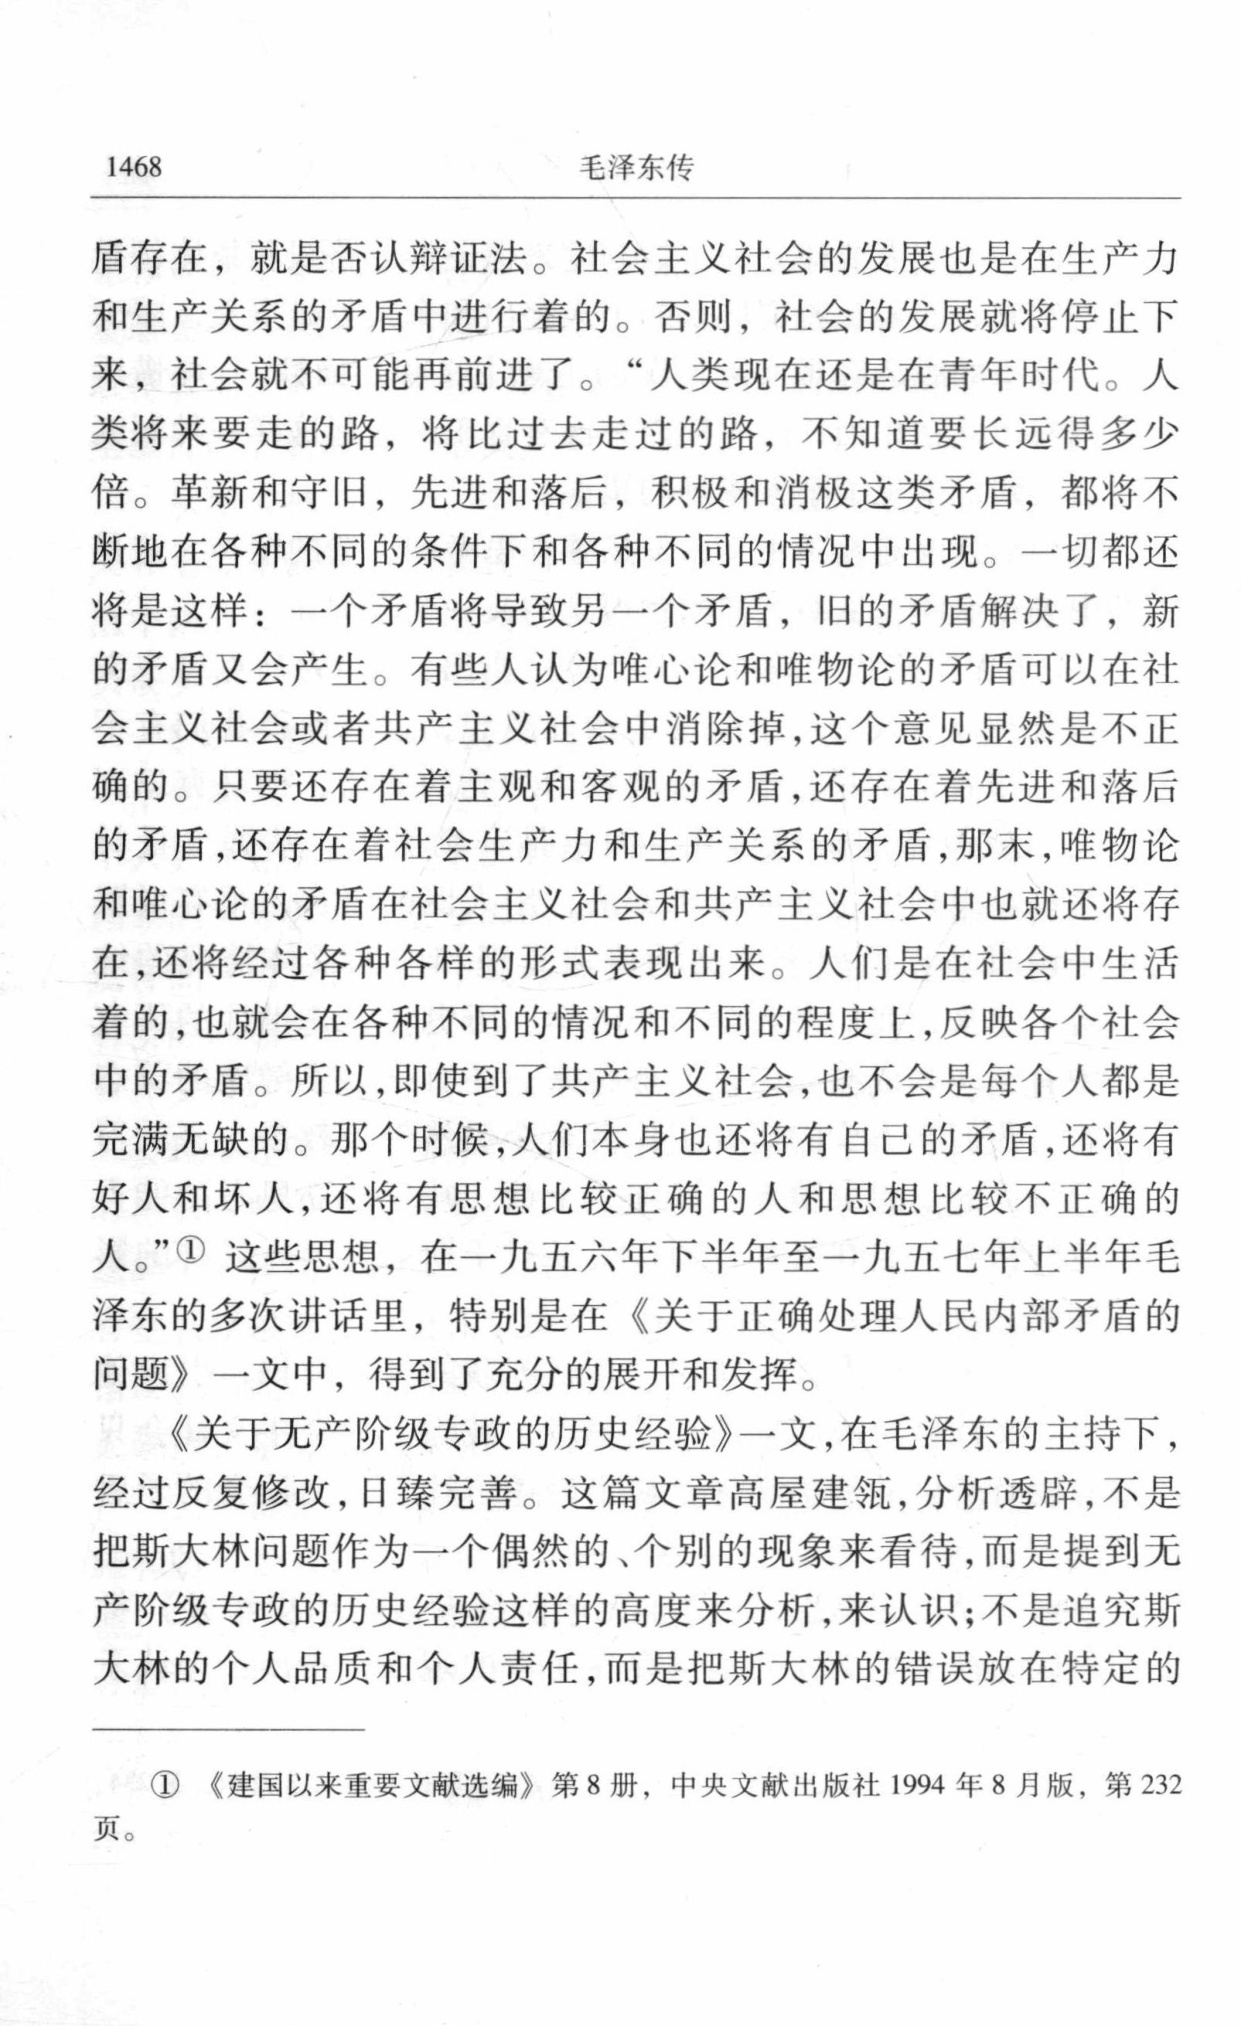 1468 毛泽东传
盾存在，就是否认辩证法。社会主义社会的发展也是在生产力
和生产关系的矛盾中进行着的。否则，社会的发展就将停止下
来，社会就不可能再前进了。“人类现在还是在青年时代。人
类将来要走的路，将比过去走过的路，不知道要长远得多少
倍。革新和守旧，先进和落后，积极和消极这类矛盾，都将不
断地在各种不同的条件下和各种不同的情况中出现。一切都还
将是这样：一个矛盾将导致另一个矛盾，旧的矛盾解决了，新
的矛盾又会产生。有些人认为唯心论和唯物论的矛盾可以在社
会主义社会或者共产主义社会中消除掉,这个意见显然是不正
确的。只要还存在着主观和客观的矛盾,还存在着先进和落后
的矛盾,还存在着社会生产力和生产关系的矛盾,那末,唯物论
和唯心论的矛盾在社会主义社会和共产主义社会中也就还将存
在,还将经过各种各样的形式表现出来。人们是在社会中生活
着的,也就会在各种不同的情况和不同的程度上,反映各个社会
中的矛盾。所以,即使到了共产主义社会,也不会是每个人都是
完满无缺的。那个时候,人们本身也还将有自己的矛盾,还将有
好人和坏人,还将有思想比较正确的人和思想比较不正确的
人。”① 这些思想，在一九五六年下半年至一九五七年上半年毛
泽东的多次讲话里，特别是在《关于正确处理人民内部矛盾的
问题》一文中，得到了充分的展开和发挥。
《关于无产阶级专政的历史经验》一文,在毛泽东的主持下,
经过反复修改,日臻完善。这篇文章高屋建瓴,分析透辟,不是
把斯大林问题作为一个偶然的、个别的现象来看待,而是提到无
产阶级专政的历史经验这样的高度来分析,来认识;不是追究斯
大林的个人品质和个人责任,而是把斯大林的错误放在特定的
① 《建国以来重要文献选编》第 8 册，中央文献出版社 1994 年 8 月版，第 232
页。